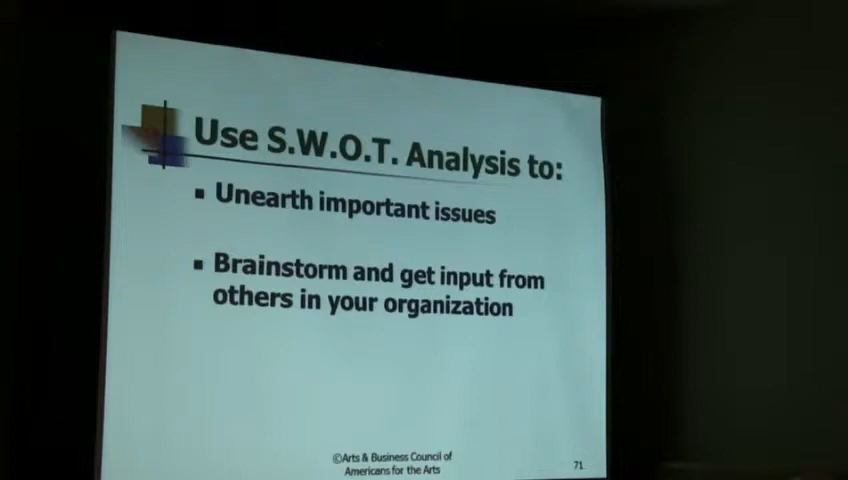 Use S.W.O.T. Analysis to:
▪ Unearth important issues
▪ Brainstorm and get input from
others in your organization
©Arts & Business Council of
Americans for the Arts
71